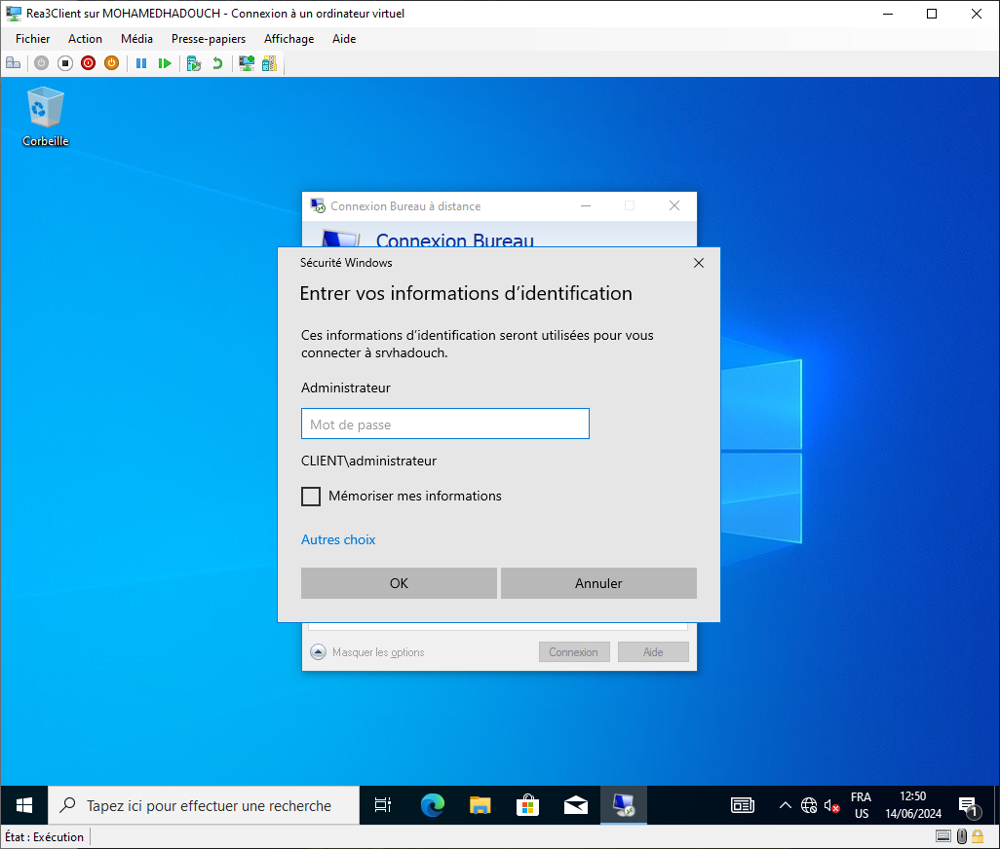 Rea3Client sur MOHAMEDHADOUCH - Connexion à un ordinateur virtuel
Fichier Action Média Presse-papiers Affichage Aide
Corbeille
Connexion Bureau à distance
Connexion Bureau
Sécurité Windows
Entrer vos informations d'identification
Ces informations d'identification seront utilisées pour vous
connecter à srvhadouch.
Administrateur
Mot de passe
CLIENT\administrateur
Mémoriser mes informations
Autres choix
OK Annuler
Masquer les options Connexion Aide
Tapez ici pour effectuer une recherche
FRA
US
12:50
14/06/2024
1
État : Exécution